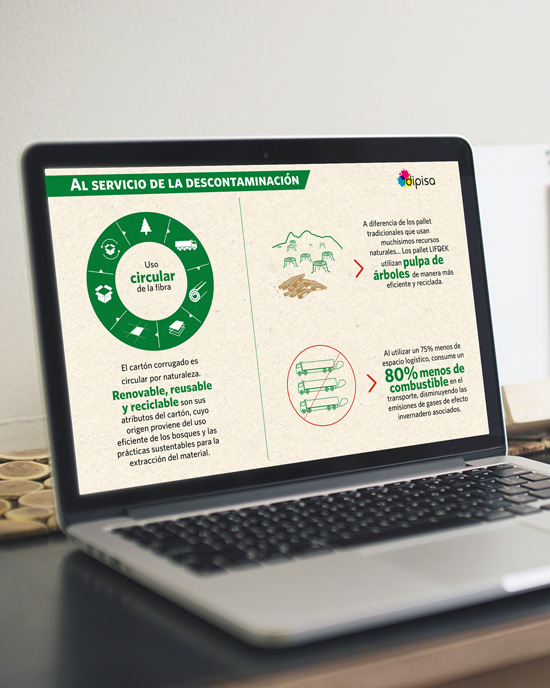 AL SERVICIO DE LA DESCONTAMINACIÓN
dipisa
Uso
circular
de la fibra
El cartón corrugado es
circular por naturaleza.
Renovable, reusable
y reciclable son sus
atributos del cartón, cuyo
origen proviene del uso
eficiente de los bosques y las
prácticas sustentables para la
extracción del material.
A diferencia de los pallet
tradicionales que usan
muchísimos recursos
naturales... Los pallet LIFDEK
utilizan pulpa de
árboles de manera más
eficiente y reciclada.
Al utilizar un 75% menos de
espacio logístico, consume un
80% menos de
combustible en el
transporte, disminuyendo las
emisiones de gases de efecto
invernadero asociados.